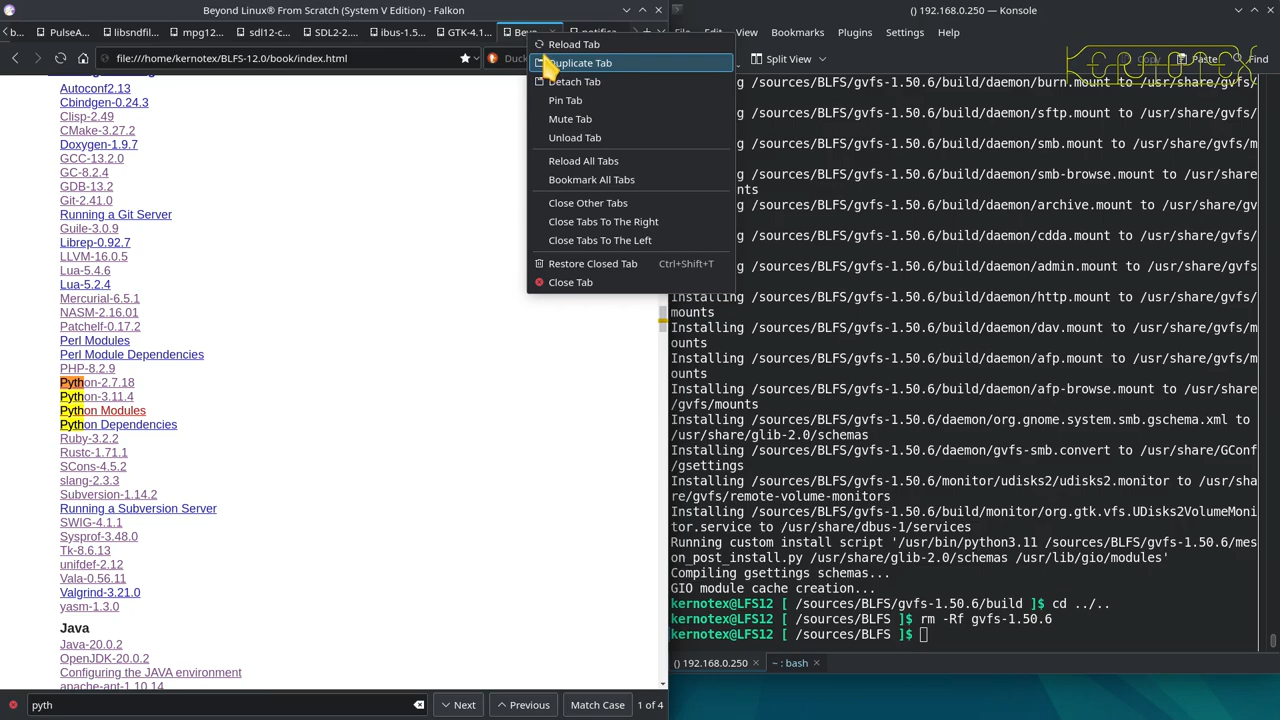 Beyond Linux® From Scratch (System V Edition) - Falkon
b...
PulseA...
libsndfil...
mpg12...
sdl12-c...
SDL2-2....
ibus-1.5....
GTK-4.1...
Beyo
notifica
file:///home/kernotex/BLFS-12.0/book/index.html
Duck
Autoconf2.13
Cbindgen-0.24.3
Clisp-2.49
CMake-3.27.2
Doxygen-1.9.7
GCC-13.2.0
GC-8.2.4
GDB-13.2
Git-2.41.0
Running a Git Server
Guile-3.0.9
Librep-0.92.7
LLVM-16.0.5
Lua-5.4.6
Lua-5.2.4
Mercurial-6.5.1
NASM-2.16.01
Patchelf-0.17.2
Perl Modules
Perl Module Dependencies
PHP-8.2.9
Python-2.7.18
Python-3.11.4
Python Modules
Python Dependencies
Ruby-3.2.2
Rustc-1.71.1
SCons-4.5.2
slang-2.3.3
Subversion-1.14.2
Running a Subversion Server
SWIG-4.1.1
Sysprof-3.48.0
Tk-8.6.13
unifdef-2.12
Vala-0.56.11
Valgrind-3.21.0
yasm-1.3.0
Java
Java-20.0.2
OpenJDK-20.0.2
Configuring the JAVA environment
apache-ant-1.10.14
pyth
Next
Previous
Match Case
1 of 4
Reload Tab
Duplicate Tab
Detach Tab
Pin Tab
Mute Tab
Unload Tab
Reload All Tabs
Bookmark All Tabs
Close Other Tabs
Close Tabs To The Right
Close Tabs To The Left
Restore Closed Tab Ctrl+Shift+T
Close Tab
() 192.168.0.250 — Konsole
File Edit View Bookmarks Plugins Settings Help
Split View
Copy
Paste
Find
KERNOTEX
g /sources/BLFS/gvfs-1.50.6/build/daemon/burn.mount to /usr/share/gvfs/
g /sources/BLFS/gvfs-1.50.6/build/daemon/sftp.mount to /usr/share/gvfs/
g /sources/BLFS/gvfs-1.50.6/build/daemon/smb.mount to /usr/share/gvfs/m
g /sources/BLFS/gvfs-1.50.6/build/daemon/smb-browse.mount to /usr/share
nts
g /sources/BLFS/gvfs-1.50.6/build/daemon/archive.mount to /usr/share/gv
g /sources/BLFS/gvfs-1.50.6/build/daemon/cdda.mount to /usr/share/gvfs/
g /sources/BLFS/gvfs-1.50.6/build/daemon/admin.mount to /usr/share/gvfs
Installing /sources/BLFS/gvfs-1.50.6/build/daemon/http.mount to /usr/share/gvfs/
mounts
Installing /sources/BLFS/gvfs-1.50.6/build/daemon/dav.mount to /usr/share/gvfs/m
ounts
Installing /sources/BLFS/gvfs-1.50.6/build/daemon/afp.mount to /usr/share/gvfs/m
ounts
Installing /sources/BLFS/gvfs-1.50.6/build/daemon/afp-browse.mount to /usr/share
/gvfs/mounts
Installing /sources/BLFS/gvfs-1.50.6/daemon/org.gnome.system.smb.gschema.xml to
/usr/share/glib-2.0/schemas
Installing /sources/BLFS/gvfs-1.50.6/daemon/gvfs-smb.convert to /usr/share/GConf
/gsettings
Installing /sources/BLFS/gvfs-1.50.6/monitor/udisks2/udisks2.monitor to /usr/sha
re/gvfs/remote-volume-monitors
Installing /sources/BLFS/gvfs-1.50.6/build/monitor/org.gtk.vfs.UDisks2VolumeMoni
tor.service to /usr/share/dbus-1/services
Running custom install script '/usr/bin/python3.11 /sources/BLFS/gvfs-1.50.6/mes
on_post_install.py /usr/share/glib-2.0/schemas /usr/lib/gio/modules'
Compiling gsettings schemas...
GIO module cache creation...
kernotex@LFS12 [ /sources/BLFS/gvfs-1.50.6/build ]$ cd ../..
kernotex@LFS12 [ /sources/BLFS ]$ rm -Rf gvfs-1.50.6
kernotex@LFS12 [ /sources/BLFS ]$
() 192.168.0.250
~ : bash